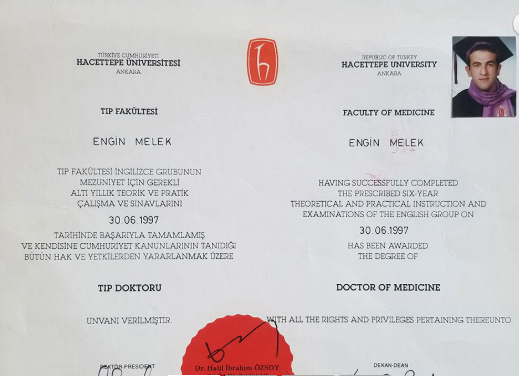 TÜRKİYE CUMHURİYETİ
HACETTEPE ÜNİVERSİTESİ
ANKARA
TIP FAKÜLTESİ
ENGİN MELEK
TIP FAKÜLTESİ İNGİLİZCE GRUBUNUN
MEZUNİYET İÇİN GEREKLİ
ALTI YILLIK TEORİK VE PRATİK
ÇALIŞMA VE SINAVLARINI
30.06.1997
TARİHİNDE BAŞARIYLA TAMAMLAMIŞ
VE KENDİSİNE CUMHURİYET KANUNLARININ TANIDIĞI
BÜTÜN HAK VE YETKİLERDEN YARARLANMAK ÜZERE
TIP DOKTORU
UNVANI VERİLMİŞTİR.
REKTÖR-PRESIDENT
REPUBLIC OF TURKEY
HACETTEPE UNIVERSITY
ANKARA
FACULTY OF MEDICINE
ENGİN MELEK
HAVING SUCCESSFULLY COMPLETED
THE PRESCRIBED SIX-YEAR
THEORETICAL AND PRACTICAL INSTRUCTION AND
EXAMINATIONS OF THE ENGLISH GROUP ON
30.06.1997
HAS BEEN AWARDED
THE DEGREE OF
DOCTOR OF MEDICINE
WITH ALL THE RIGHTS AND PRIVILEGES PERTAINING THEREUNTO
DEKAN-DEAN
Dr. Halil İbrahim ÖZSOY